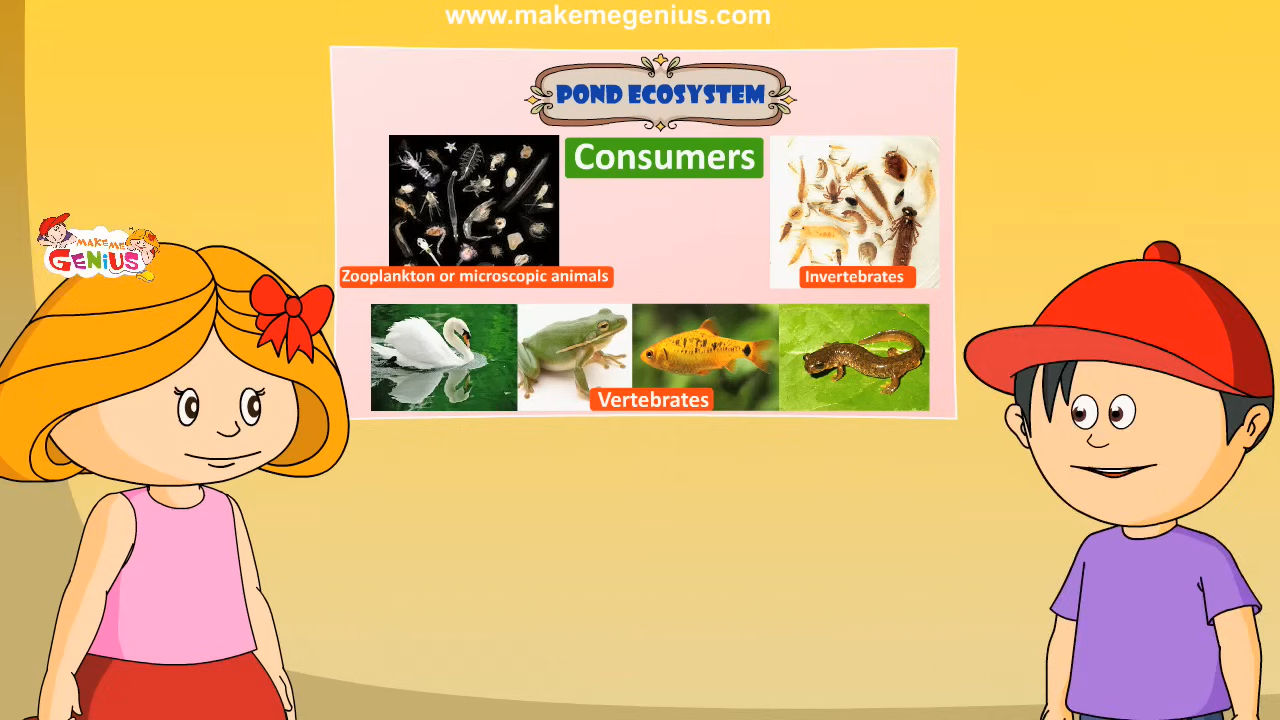 www.makemegenius.com
POND ECOSYSTEM
Consumers
MAKE ME
GENiUS
Zooplankton or microscopic animals
Invertebrates
Vertebrates